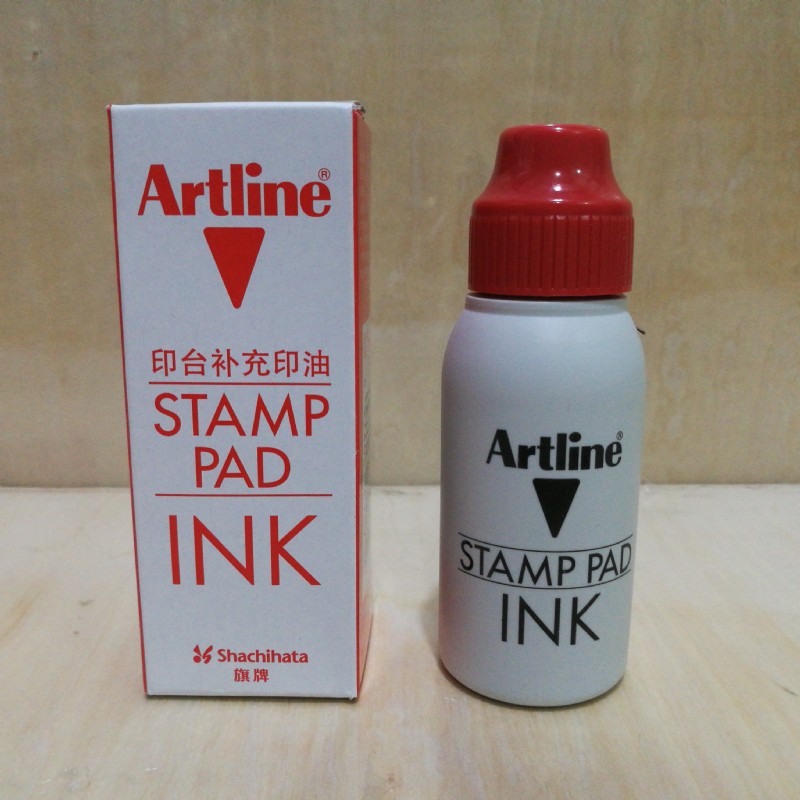 Artline®
印台补充印油
STAMP
PAD
INK
Shachihata
旗牌
Artline®
STAMP PAD
INK